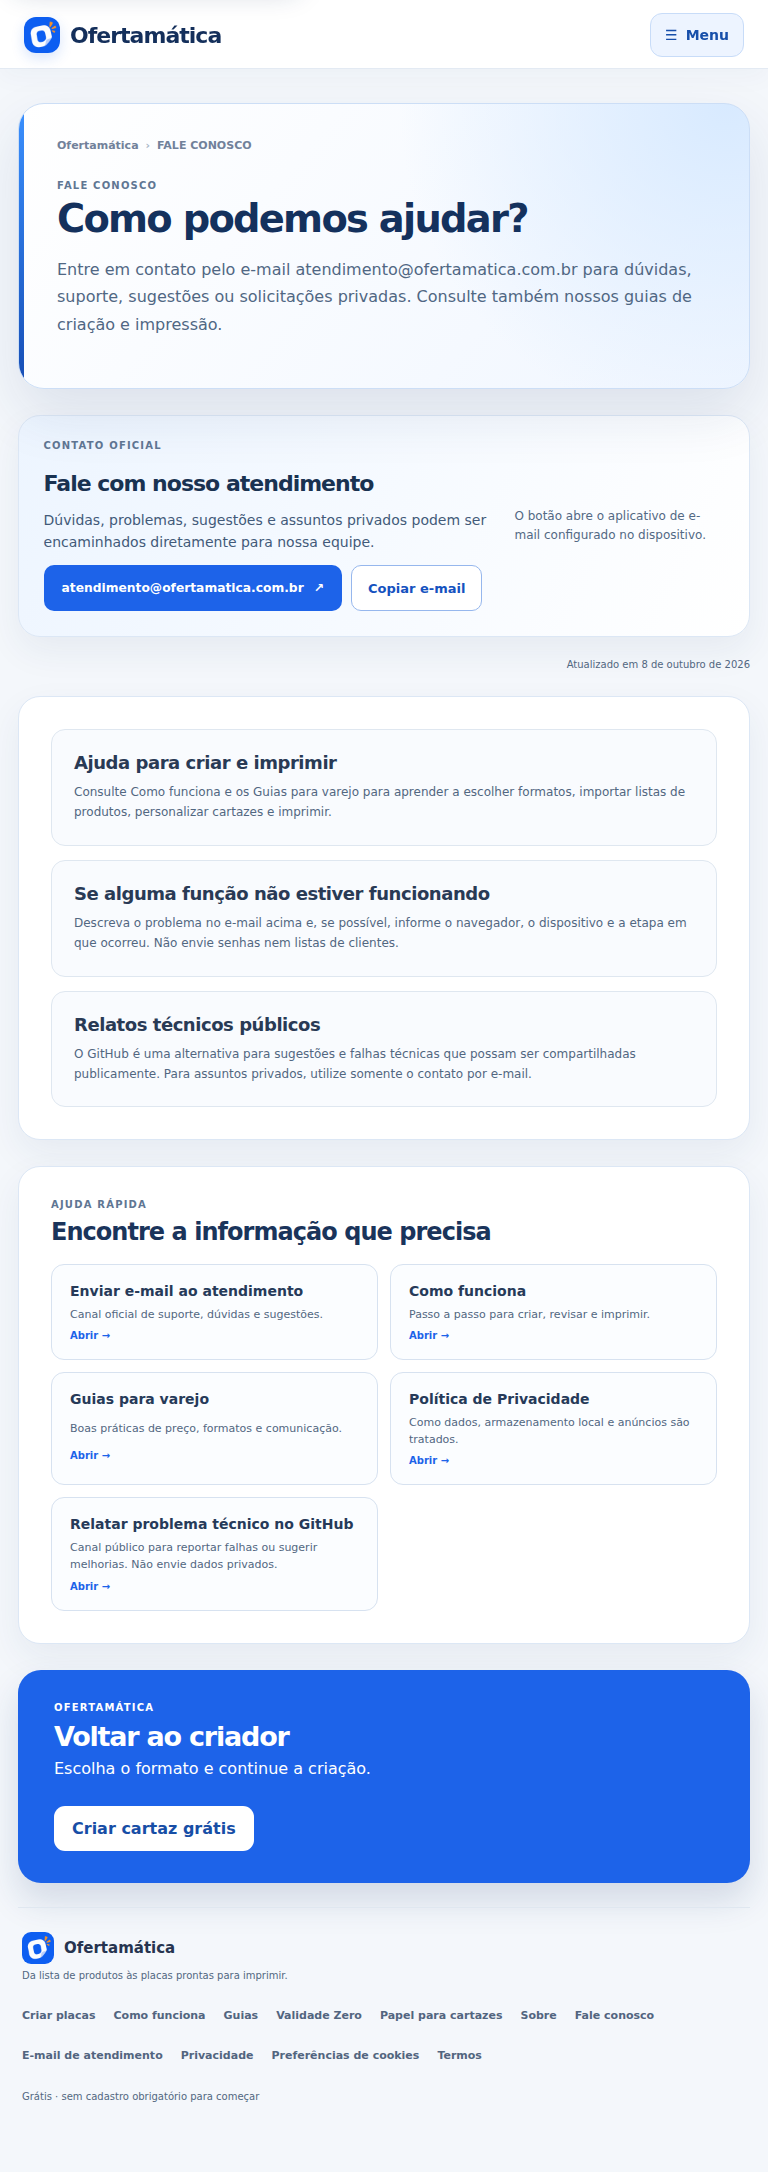 Ofertamática
☰ Menu
Ofertamática › FALE CONOSCO
FALE CONOSCO
Como podemos ajudar?
Entre em contato pelo e-mail atendimento@ofertamatica.com.br para dúvidas,
suporte, sugestões ou solicitações privadas. Consulte também nossos guias de
criação e impressão.
CONTATO OFICIAL
Fale com nosso atendimento
Dúvidas, problemas, sugestões e assuntos privados podem ser
encaminhados diretamente para nossa equipe.
atendimento@ofertamatica.com.br ↗
Copiar e-mail
O botão abre o aplicativo de e-
mail configurado no dispositivo.
Atualizado em 8 de outubro de 2026
Ajuda para criar e imprimir
Consulte Como funciona e os Guias para varejo para aprender a escolher formatos, importar listas de
produtos, personalizar cartazes e imprimir.
Se alguma função não estiver funcionando
Descreva o problema no e-mail acima e, se possível, informe o navegador, o dispositivo e a etapa em
que ocorreu. Não envie senhas nem listas de clientes.
Relatos técnicos públicos
O GitHub é uma alternativa para sugestões e falhas técnicas que possam ser compartilhadas
publicamente. Para assuntos privados, utilize somente o contato por e-mail.
AJUDA RÁPIDA
Encontre a informação que precisa
Enviar e-mail ao atendimento
Canal oficial de suporte, dúvidas e sugestões.
Abrir →
Como funciona
Passo a passo para criar, revisar e imprimir.
Abrir →
Guias para varejo
Boas práticas de preço, formatos e comunicação.
Abrir →
Política de Privacidade
Como dados, armazenamento local e anúncios são
tratados.
Abrir →
Relatar problema técnico no GitHub
Canal público para reportar falhas ou sugerir
melhorias. Não envie dados privados.
Abrir →
OFERTAMÁTICA
Voltar ao criador
Escolha o formato e continue a criação.
Criar cartaz grátis
Ofertamática
Da lista de produtos às placas prontas para imprimir.
Criar placas Como funciona Guias Validade Zero Papel para cartazes Sobre Fale conosco
E-mail de atendimento Privacidade Preferências de cookies Termos
Grátis · sem cadastro obrigatório para começar